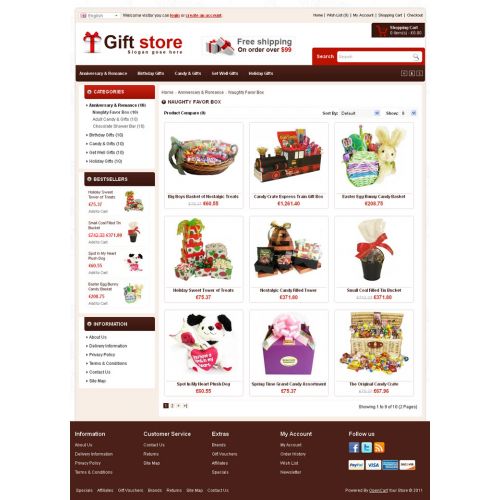 English
Welcome visitor you can login or create an account.
Home | Wish List (0) | My Account | Shopping Cart | Checkout
Gift store
Slogan goes here
Free shipping
On order over $99
Shopping Cart
0 item(s) - £0.00
Search
Anniversary & Romance
Birthday Gifts
Candy & Gifts
Get Well Gifts
Holiday Gifts
CATEGORIES
Anniversary & Romance (10)
Naughty Favor Box (10)
Adult Candy & Gifts (10)
Chocolate Shower Bar (10)
Birthday Gifts (10)
Candy & Gifts (10)
Get Well Gifts (10)
Holiday Gifts (10)
BESTSELLERS
Holiday Sweet Tower of Treats
€75.37
Add to Cart
Small Cool Filled Tin Bucket
€371.80
Add to Cart
Spot In My Heart Plush Dog
€60.55
Add to Cart
Easter Egg Bunny Candy Basket
€208.75
Add to Cart
INFORMATION
About Us
Delivery Information
Privacy Policy
Terms & Conditions
Contact Us
Site Map
Home » Anniversary & Romance » Naughty Favor Box
NAUGHTY FAVOR BOX
Product Compare (0)
Sort By: Default
Show: 9
Big Boys Basket of Nostalgic Treats
€60.55
Candy Crate Express Train Gift Box
€1,261.40
Easter Egg Bunny Candy Basket
€208.75
Holiday Sweet Tower of Treats
€75.37
Nostalgic Candy Filled Tower
€371.80
Small Cool Filled Tin Bucket
€371.80
Spot In My Heart Plush Dog
€60.55
Spring Time Grand Candy Assortment
€75.37
The Original Candy Crate
€67.96
1 2 > >|
Showing 1 to 9 of 10 (2 Pages)
Information
About Us
Delivery Information
Privacy Policy
Terms & Conditions
Customer Service
Contact Us
Returns
Site Map
Extras
Brands
Gift Vouchers
Affiliates
Specials
My Account
My Account
Order History
Wish List
Newsletter
Follow us
Specials Affiliates Gift Vouchers Brands Returns Site Map Contact Us
Powered By OpenCart Your Store © 2011